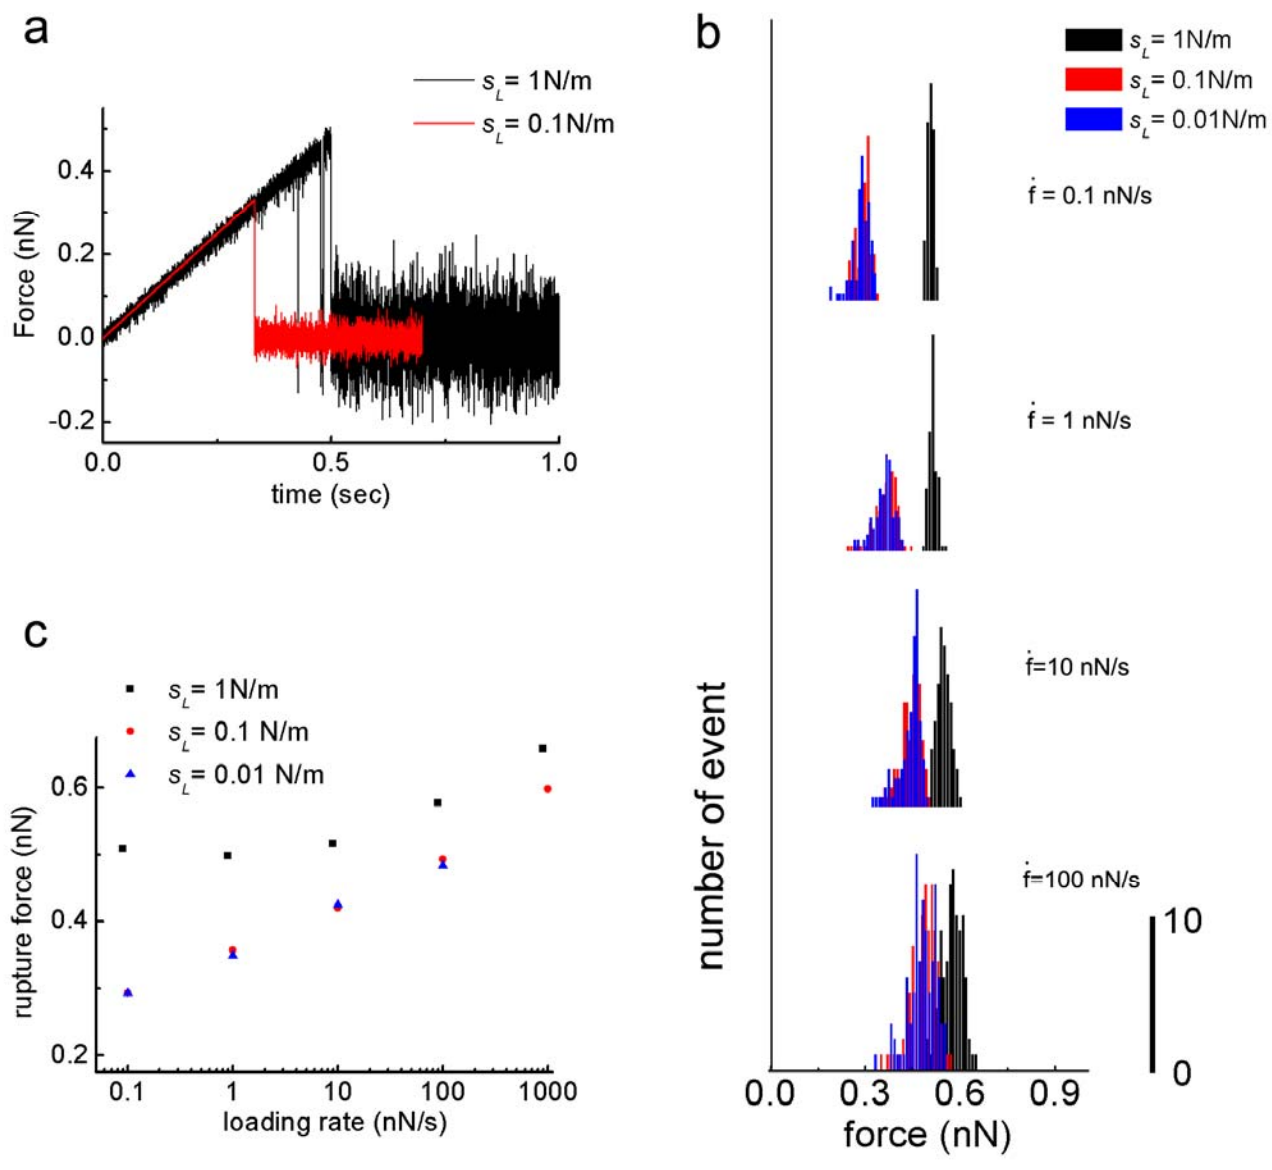 a
s_L = 1N/m
s_L = 0.1N/m
Force (nN)
0.4
0.2
0.0
-0.2
0.0 0.5 1.0
time (sec)
b
s_L = 1N/m
s_L = 0.1N/m
s_L = 0.01N/m
ḟ = 0.1 nN/s
ḟ = 1 nN/s
ḟ=10 nN/s
ḟ=100 nN/s
number of event
10
0
0.0 0.3 0.6 0.9
force (nN)
c
s_L = 1N/m
s_L = 0.1 N/m
s_L = 0.01 N/m
rupture force (nN)
0.6
0.4
0.2
0.1 1 10 100 1000
loading rate (nN/s)